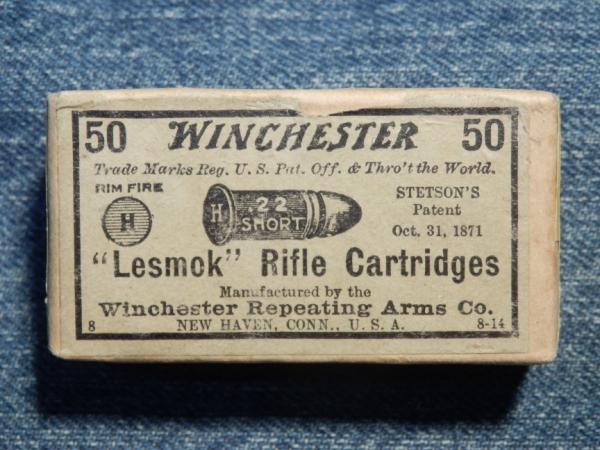 50 WINCHESTER 50
Trade Marks Reg. U. S. Pat. Off. & Thro't the World.
RIM FIRE
H
H 22 SHORT
STETSON'S
Patent
Oct. 31, 1871
"Lesmok" Rifle Cartridges
Manufactured by the
Winchester Repeating Arms Co.
8 NEW HAVEN, CONN., U. S. A. 8-14